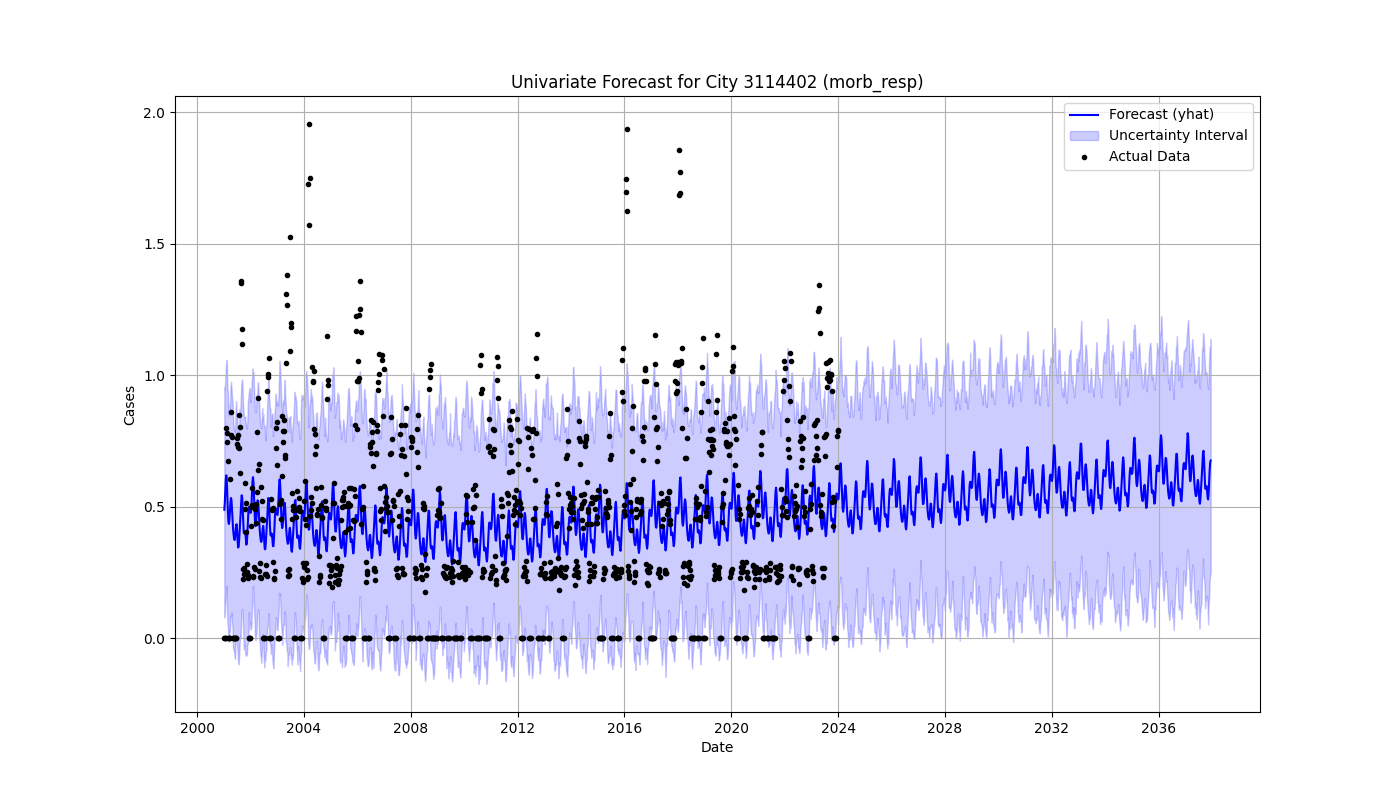 Univariate Forecast for City 3114402 (morb_resp)
Forecast (yhat)
Uncertainty Interval
Actual Data
Cases
2.0
1.5
1.0
0.5
0.0
2000 2004 2008 2012 2016 2020 2024 2028 2032 2036
Date